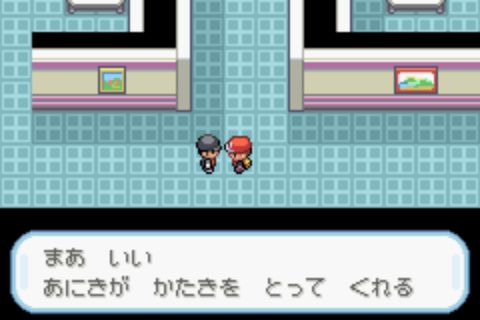 まあ　いい
あにきが　かたきを　とって　くれる